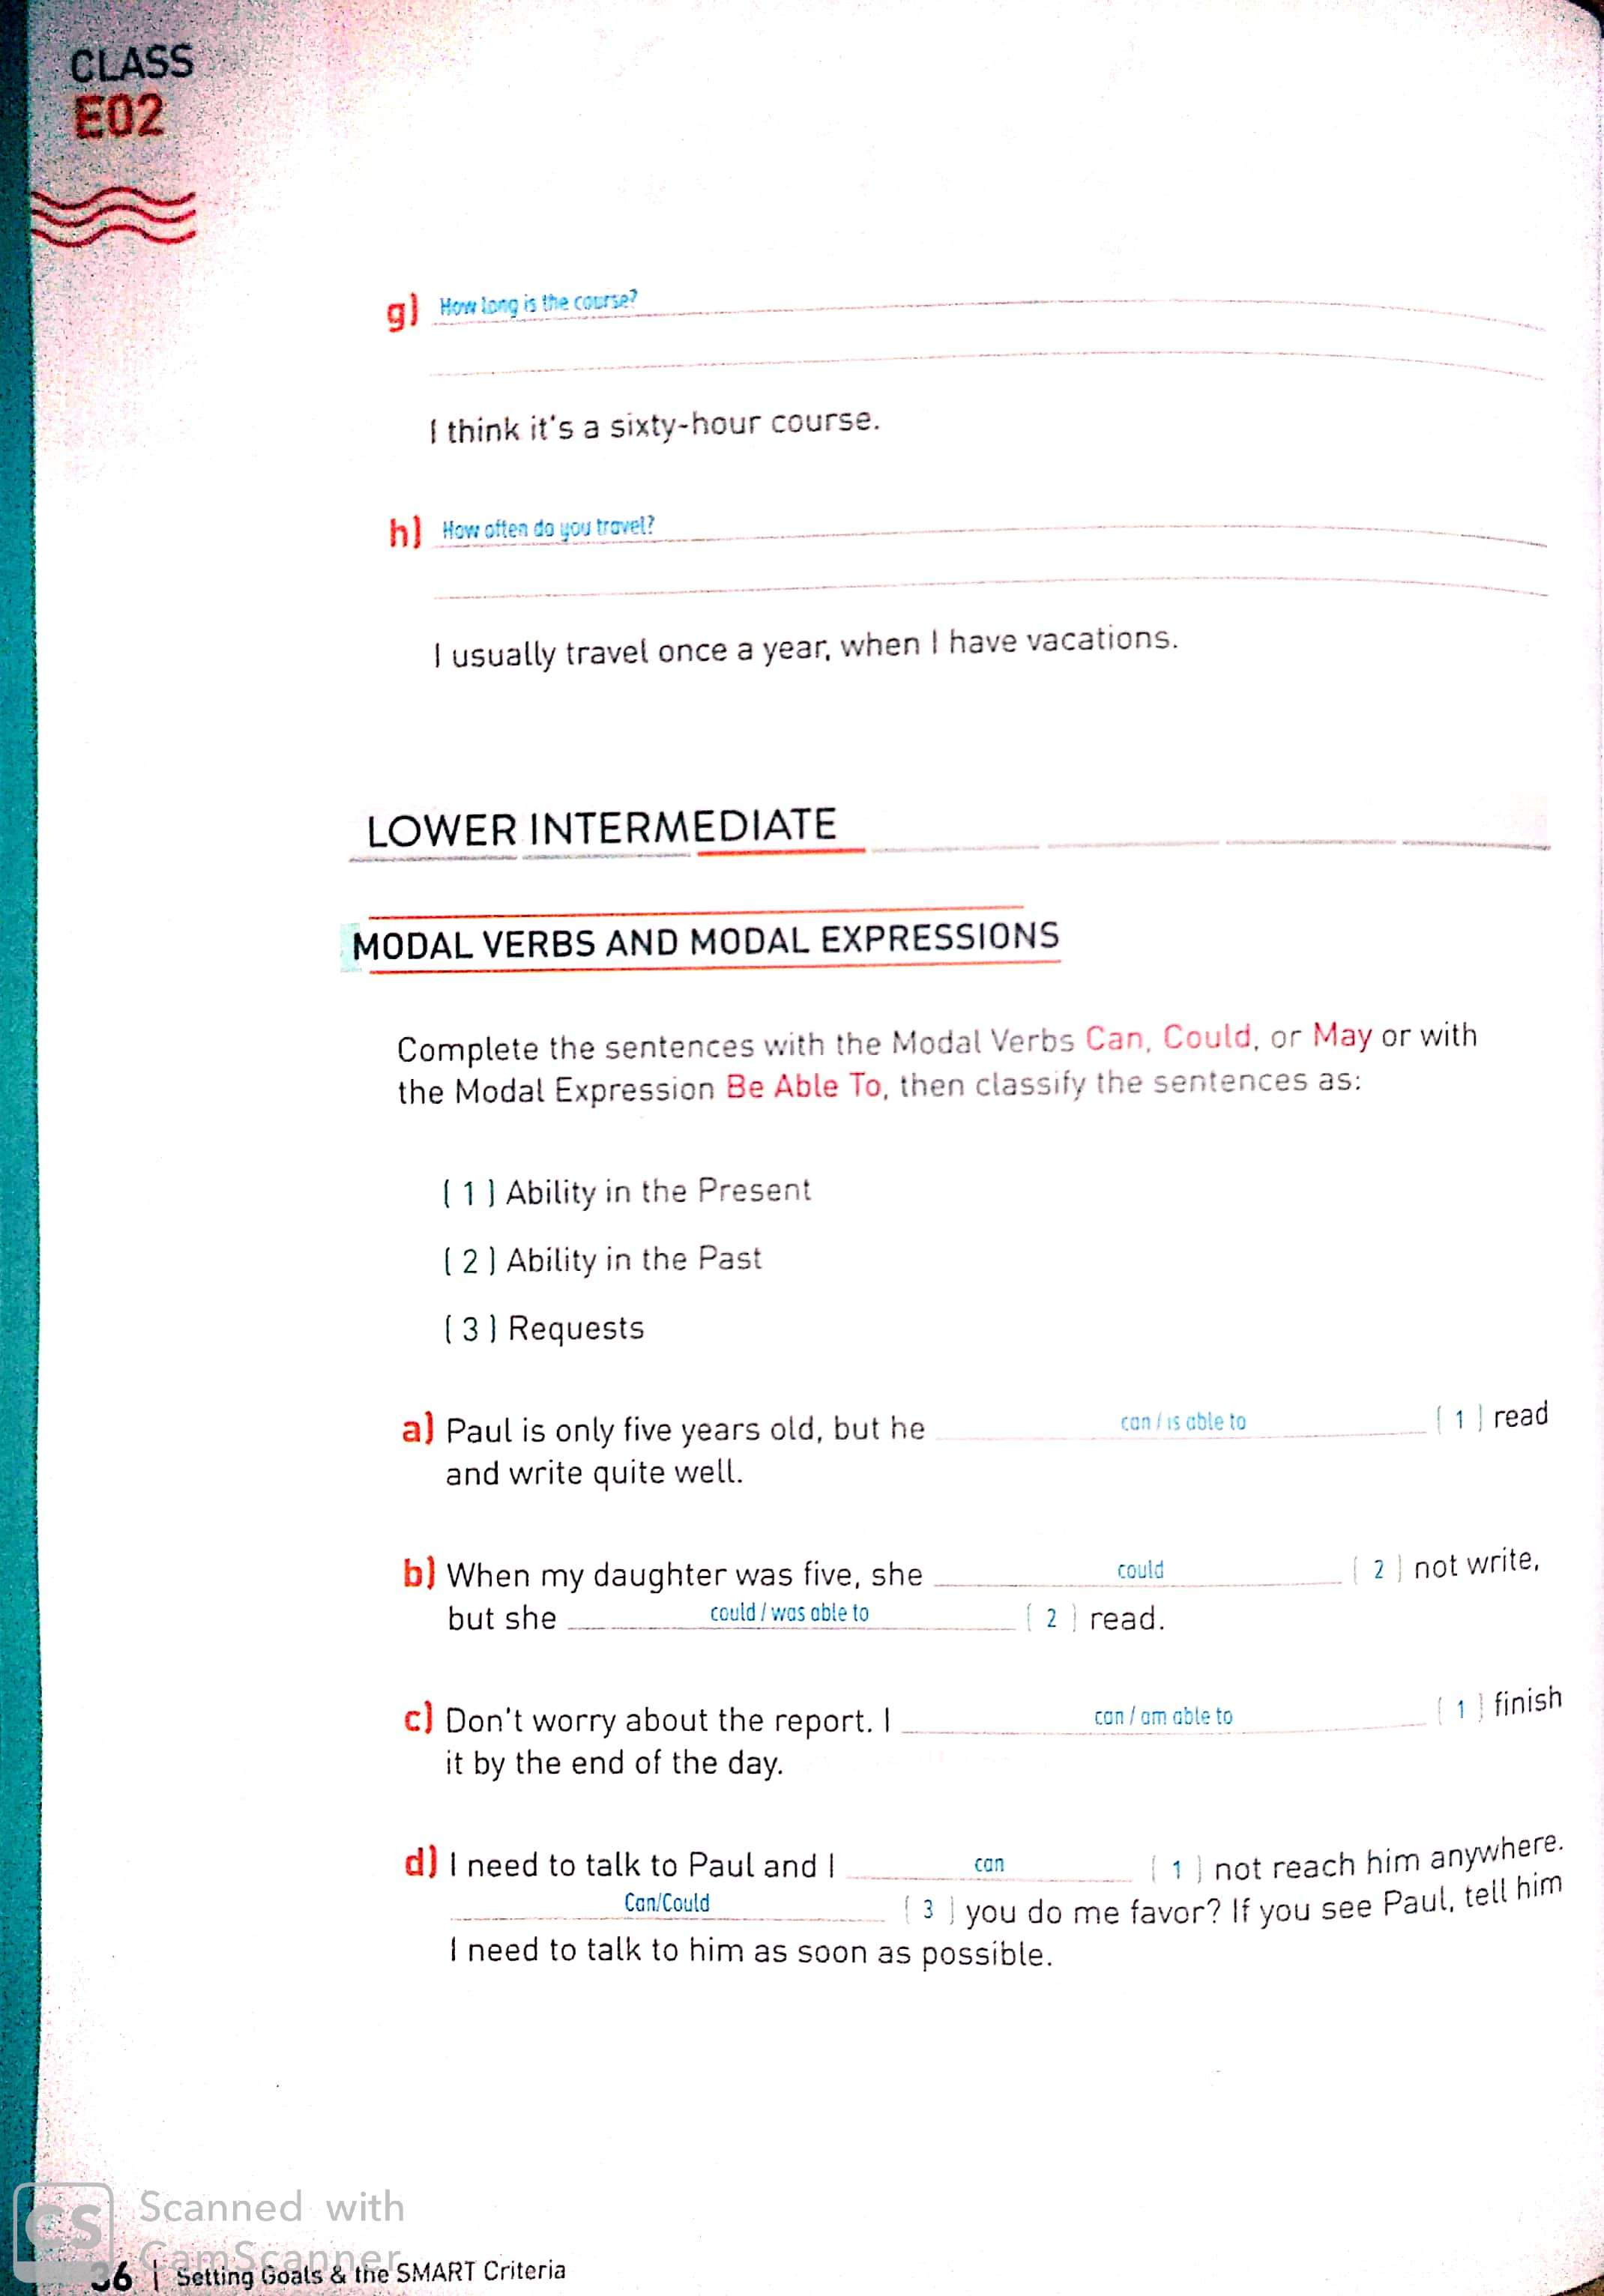 CLASS
E02
g) How long is the course?
I think it's a sixty-hour course.
h) How often do you travel?
I usually travel once a year, when I have vacations.
LOWER INTERMEDIATE
MODAL VERBS AND MODAL EXPRESSIONS
Complete the sentences with the Modal Verbs Can, Could, or May or with
the Modal Expression Be Able To, then classify the sentences as:
( 1 ) Ability in the Present
( 2 ) Ability in the Past
( 3 ) Requests
a) Paul is only five years old, but he can / is able to ( 1 ) read
and write quite well.
b) When my daughter was five, she could ( 2 ) not write,
but she could / was able to ( 2 ) read.
c) Don't worry about the report. I can / am able to ( 1 ) finish
it by the end of the day.
d) I need to talk to Paul and I can ( 1 ) not reach him anywhere.
Can/Could ( 3 ) you do me favor? If you see Paul, tell him
I need to talk to him as soon as possible.
CS Scanned with
CamScanner
36 | Setting Goals & the SMART Criteria